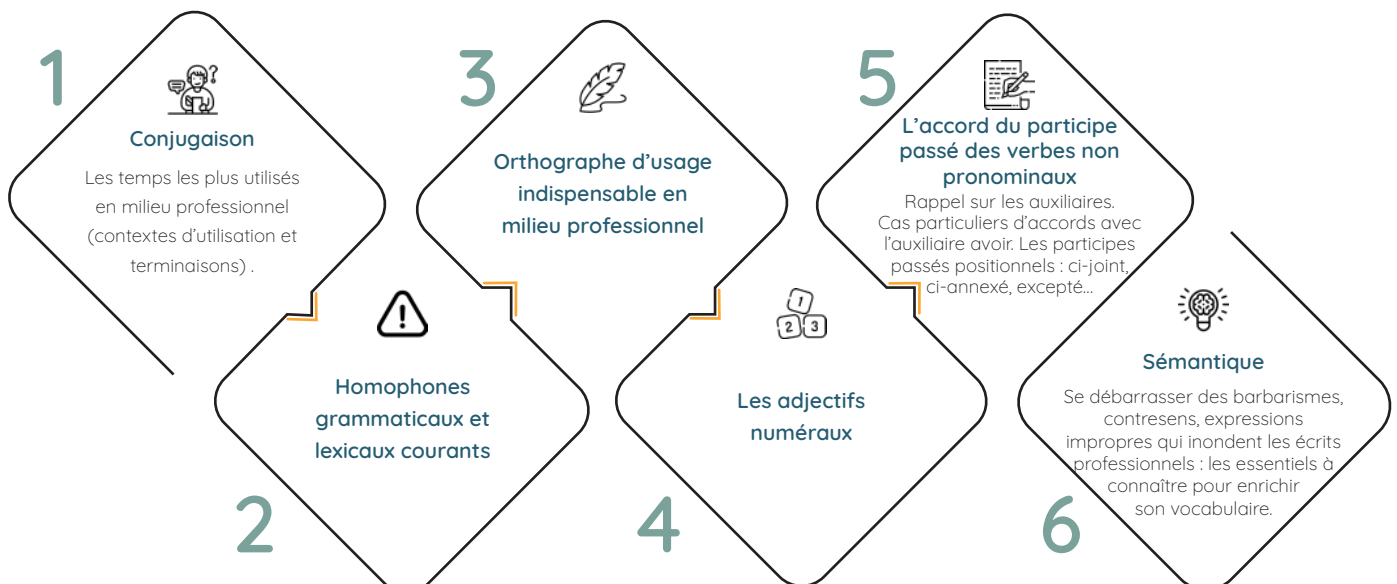 1
Conjugaison
Les temps les plus utilisés
en milieu professionnel
(contextes d'utilisation et
terminaisons) .
2
Homophones
grammaticaux et
lexicaux courants
3
Orthographe d'usage
indispensable en
milieu professionnel
4
1
2 3
Les adjectifs
numéraux
5
L'accord du participe
passé des verbes non
pronominaux
Rappel sur les auxiliaires.
Cas particuliers d'accords avec
l'auxiliaire avoir. Les participes
passés positionnels : ci-joint,
ci-annexé, excepté...
6
Sémantique
Se débarrasser des barbarismes,
contresens, expressions
impropres qui inondent les écrits
professionnels : les essentiels à
connaître pour enrichir
son vocabulaire.